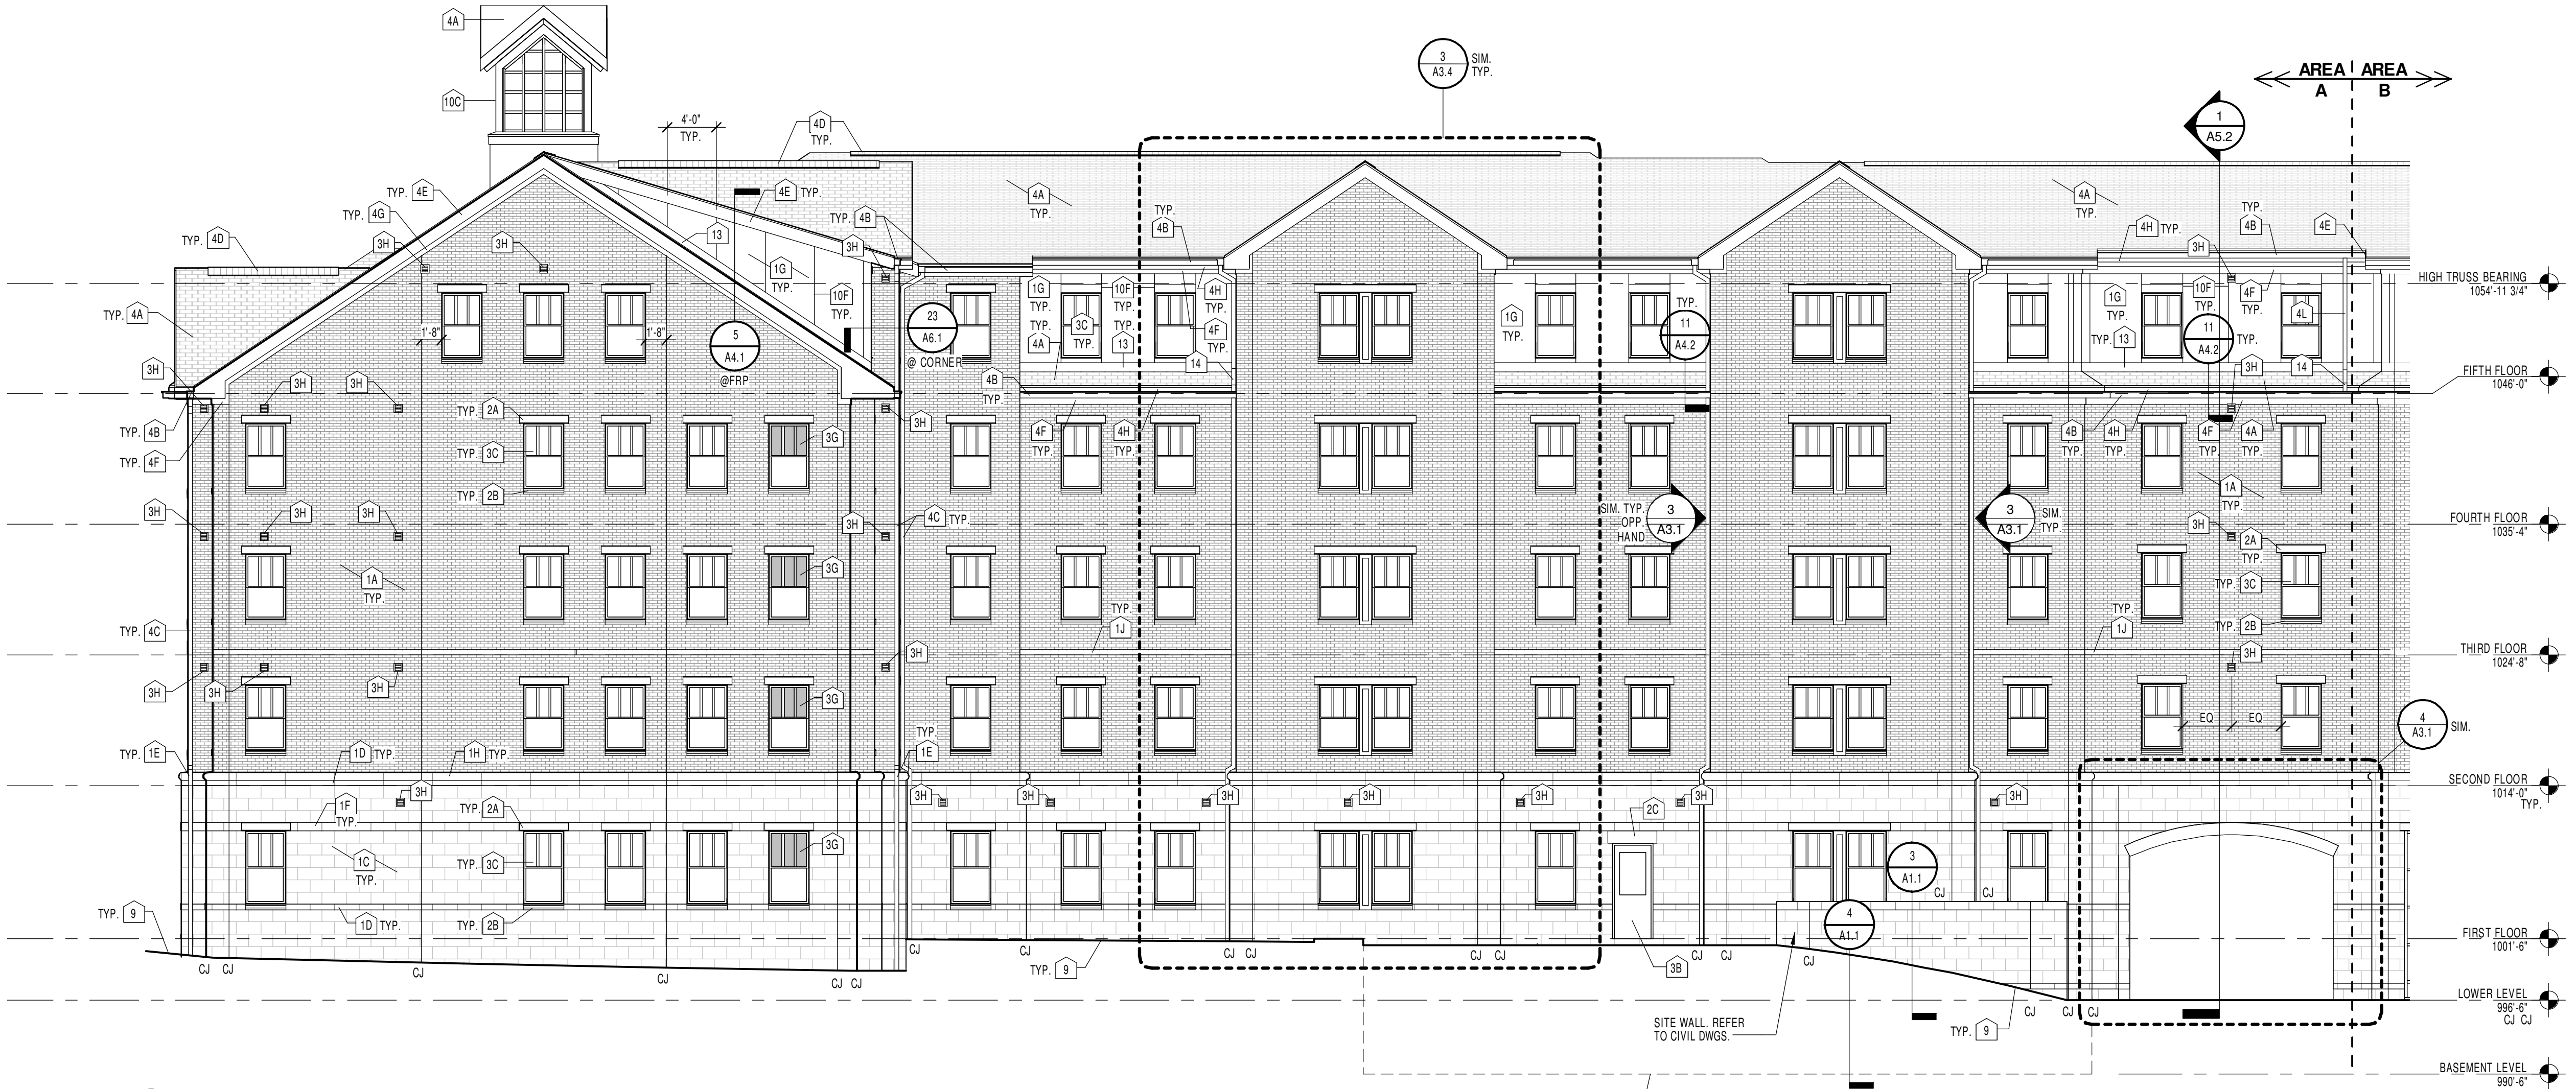 4A
3
A3.4
SIM.
TYP.
AREA AREA
A B
10C
4'-0"
TYP.
4D
TYP.
1
A5.2
TYP. 4E
TYP. 4G
TYP. 4D
3H
3H
4E TYP.
13
TYP. 4B
3H
4A
TYP.
TYP.
4B
4A
TYP.
4H TYP.
TYP.
4B
4E
3H
HIGH TRUSS BEARING
1054'-11 3/4"
TYP. 4A
1G
TYP.
10F
TYP.
1G
TYP.
TYP.
4A
3C
TYP.
10F
TYP.
TYP.
13
4H
TYP.
4F
TYP.
14
1G
TYP.
TYP.
11
A4.2
1G
TYP.
10F
TYP.
4F
TYP.
4L
TYP. 13
11
A4.2
TYP.
1'-8"
1'-8"
5
A4.1
@FRP
23
A6.1
@ CORNER
3H
3H
3H
3H
4B
TYP.
3H
14
FIFTH FLOOR
1046'-0"
TYP. 4B
TYP. 4F
TYP. 2A
TYP. 3C
TYP. 2B
3G
4F
TYP.
4H
TYP.
4B
TYP.
4H
TYP.
4F
TYP.
4A
TYP.
1A
TYP.
3H
3H
3H
3H
4C TYP.
SIM. TYP.
OPP.
HAND
3
A3.1
3
A3.1
SIM.
TYP.
3H
FOURTH FLOOR
1035'-4"
1A
TYP.
3G
2A
TYP.
TYP. 3C
TYP. 4C
TYP.
1J
TYP.
1J
TYP. 2B
3H
3H
3H
3H
3H
THIRD FLOOR
1024'-8"
3G
EQ EQ
4
A3.1
SIM.
TYP. 1E
1D TYP.
1H TYP.
TYP.
1E
SECOND FLOOR
1014'-0"
TYP.
3H
3H
3H
3H
3H
3H
3H
3H
1F
TYP.
TYP. 2A
2C
1C
TYP.
TYP. 3C
3G
3
A1.1
CJ
CJ
TYP. 9
1D TYP.
TYP. 2B
4
A1.1
FIRST FLOOR
1001'-6"
CJ CJ
CJ
CJ
CJ CJ
CJ
CJ
CJ CJ
CJ CJ
CJ CJ
CJ
TYP. 9
3B
SITE WALL. REFER
TO CIVIL DWGS.
TYP. 9
CJ
CJ CJ
LOWER LEVEL
996'-6"
CJ CJ
BASEMENT LEVEL
990'-6"